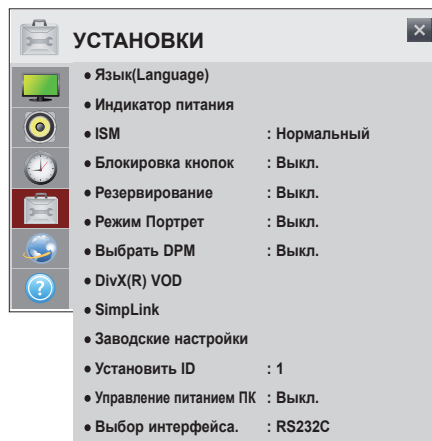 УСТАНОВКИ
● Язык(Language)
● Индикатор питания
● ISM : Нормальный
● Блокировка кнопок : Выкл.
● Резервирование : Выкл.
● Режим Портрет : Выкл.
● Выбрать DPM : Выкл.
● DivX(R) VOD
● SimpLink
● Заводские настройки
● Установить ID : 1
● Управление питанием ПК : Выкл.
● Выбор интерфейса. : RS232C